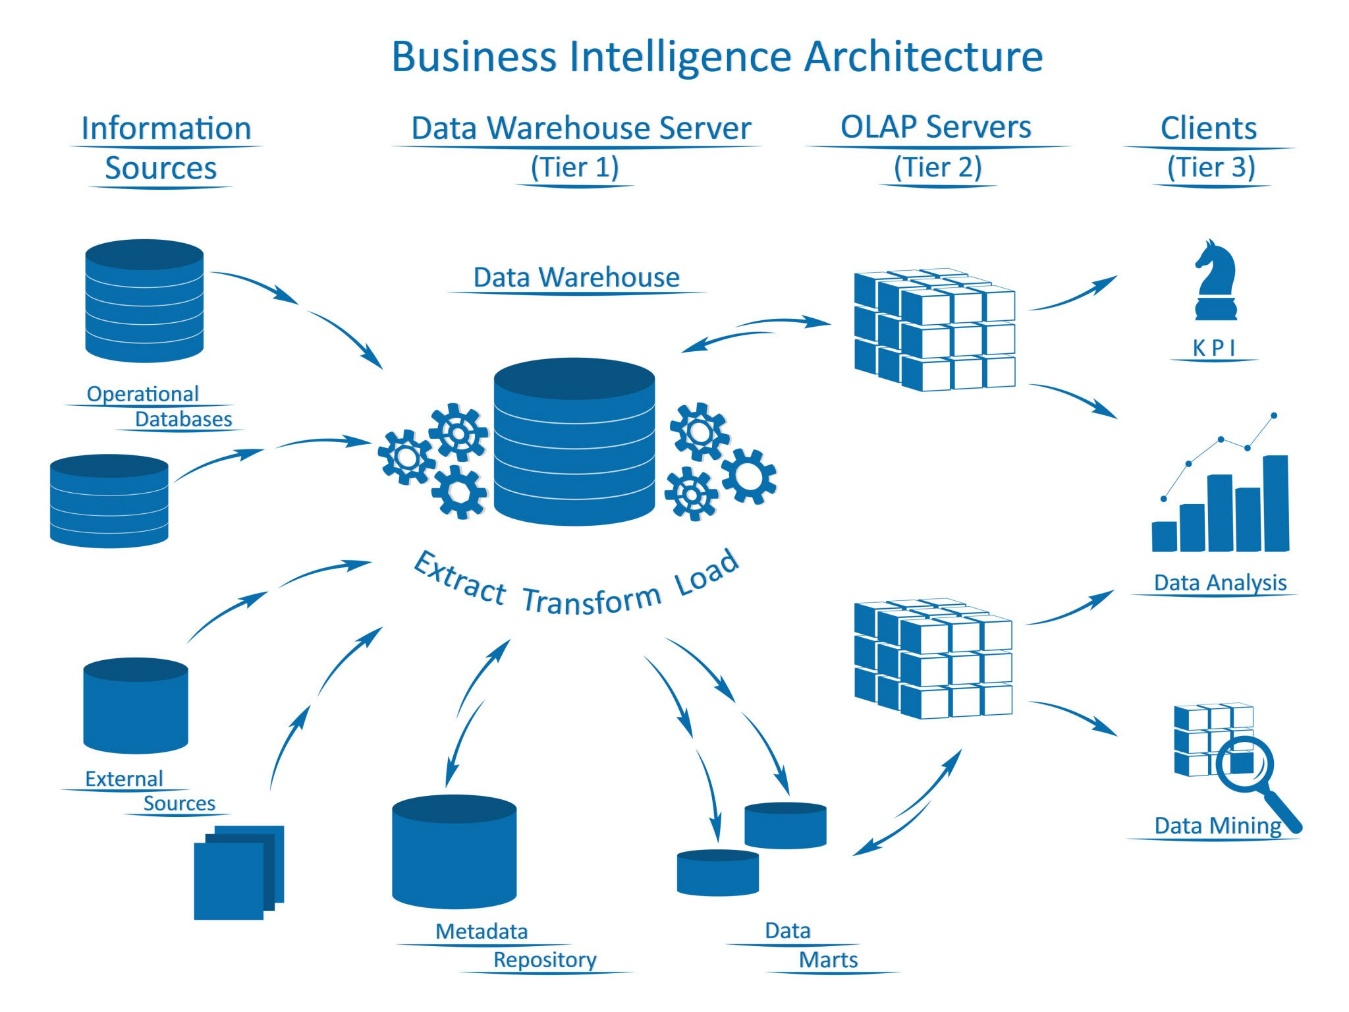 Business Intelligence Architecture
Information
Sources
Data Warehouse Server
(Tier 1)
OLAP Servers
(Tier 2)
Clients
(Tier 3)
Operational
Databases
External
Sources
Data Warehouse
Extract Transform Load
Metadata
Repository
Data
Marts
K P I
Data Analysis
Data Mining